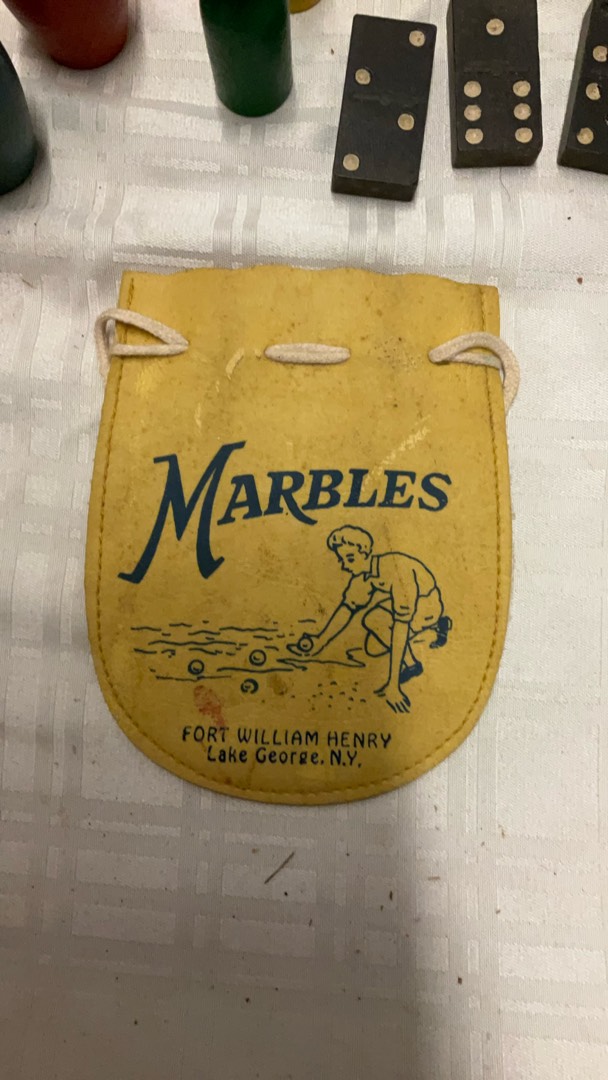 MARBLES
FORT WILLIAM HENRY
Lake George, N.Y.